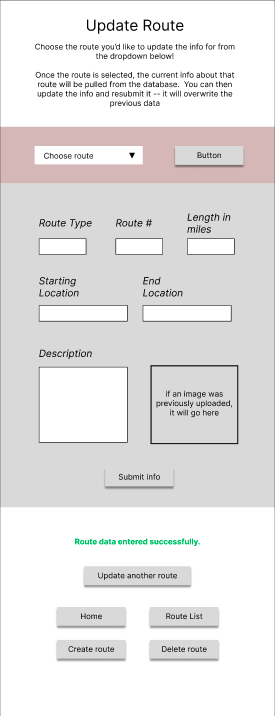 Update Route
Choose the route you'd like to update the info for from
the dropdown below!
Once the route is selected, the current info about that
route will be pulled from the database.  You can then
update the info and resubmit it -- it will overwrite the
previous data
Choose route ▼
Button
Route Type
Route #
Length in
miles
Starting
Location
End
Location
Description
if an image was
previously uploaded,
it will go here
Submit info
Route data entered successfully.
Update another route
Home
Route List
Create route
Delete route